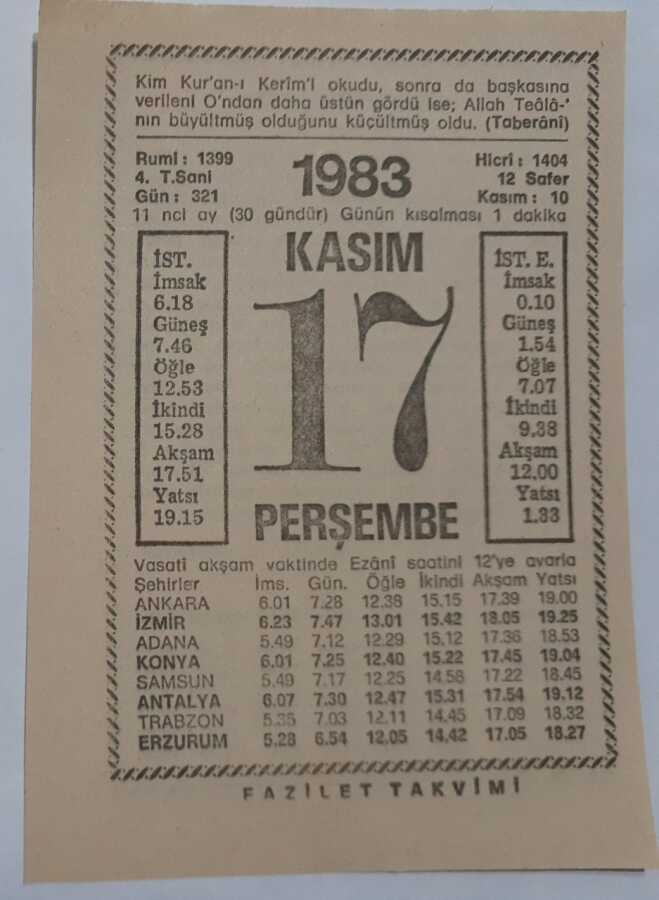 Kim Kur'an-ı Kerîm'i okudu, sonra da başkasına
verileni O'ndan daha üstün gördü ise; Allah Teâlâ-'
nın büyültmüş olduğunu küçültmüş oldu. (Taberânî)
Rumi : 1399
4. T.Sani
Gün : 321
1983
Hicri : 1404
12 Safer
Kasım : 10
11 nci ay (30 gündür) Günün kısalması 1 dakika
İST.
İmsak
6.18
Güneş
7.46
Öğle
12.53
İkindi
15.28
Akşam
17.51
Yatsı
19.15
KASIM
17
PERŞEMBE
İST. E.
İmsak
0.10
Güneş
1.54
Öğle
7.07
İkindi
9.38
Akşam
12.00
Yatsı
1.33
Vasatî akşam vaktinde Ezânî saatini 12'ye ayarla
Şehirler İms. Gün. Öğle İkindi Akşam Yatsı
ANKARA 6.01 7.28 12.38 15.15 17.39 19.00
İZMİR 6.23 7.47 13.01 15.42 18.05 19.25
ADANA 5.49 7.12 12.29 15.12 17.36 18.53
KONYA 6.01 7.25 12.40 15.22 17.45 19.04
SAMSUN 5.49 7.17 12.25 14.58 17.22 18.45
ANTALYA 6.07 7.30 12.47 15.31 17.54 19.12
TRABZON 5.35 7.03 12.11 14.45 17.09 18.32
ERZURUM 5.28 6.54 12.05 14.42 17.05 18.27
FAZİLET TAKVİMİ